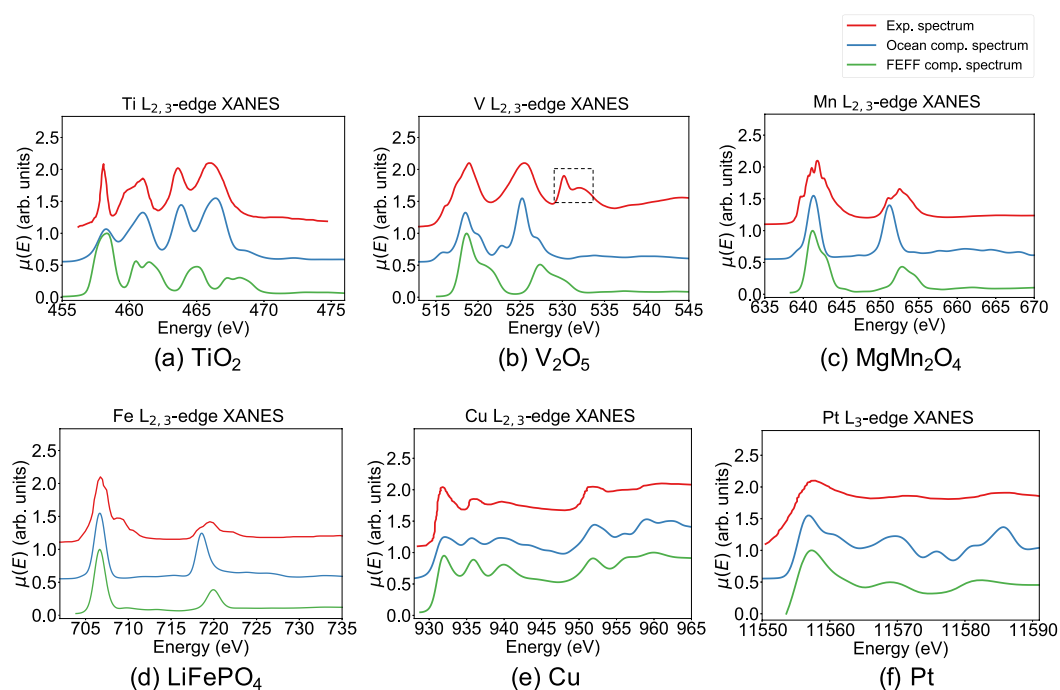 Exp. spectrum
Ocean comp. spectrum
FEFF comp. spectrum
Ti L2, 3-edge XANES
V L2, 3-edge XANES
Mn L2, 3-edge XANES
μ(E) (arb. units)
2.5
2.0
1.5
1.0
0.5
0.0
455 460 465 470 475
Energy (eV)
(a) TiO2
μ(E) (arb. units)
2.5
2.0
1.5
1.0
0.5
0.0
515 520 525 530 535 540 545
Energy (eV)
(b) V2O5
μ(E) (arb. units)
2.5
2.0
1.5
1.0
0.5
0.0
635 640 645 650 655 660 665 670
Energy (eV)
(c) MgMn2O4
Fe L2, 3-edge XANES
Cu L2, 3-edge XANES
Pt L3-edge XANES
μ(E) (arb. units)
2.5
2.0
1.5
1.0
0.5
0.0
705 710 715 720 725 730 735
Energy (eV)
(d) LiFePO4
μ(E) (arb. units)
2.5
2.0
1.5
1.0
0.5
0.0
930 935 940 945 950 955 960 965
Energy (eV)
(e) Cu
μ(E) (arb. units)
2.5
2.0
1.5
1.0
0.5
0.0
11550 11560 11570 11580 11590
Energy (eV)
(f) Pt